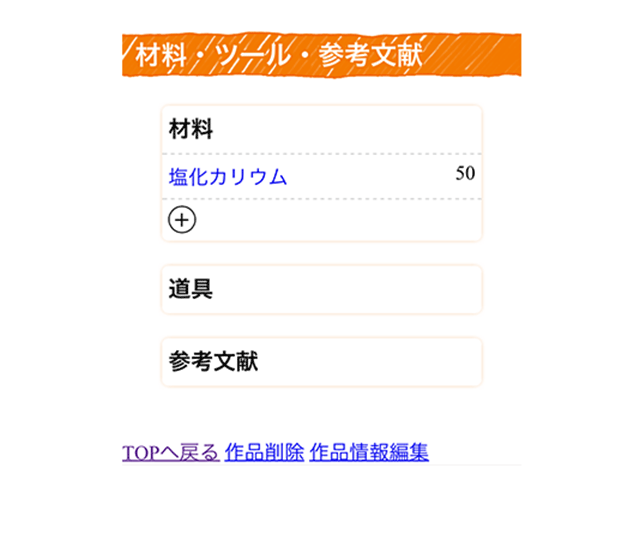 材料・ツール・参考文献
材料
塩化カリウム 50
道具
参考文献
TOPへ戻る 作品削除 作品情報編集